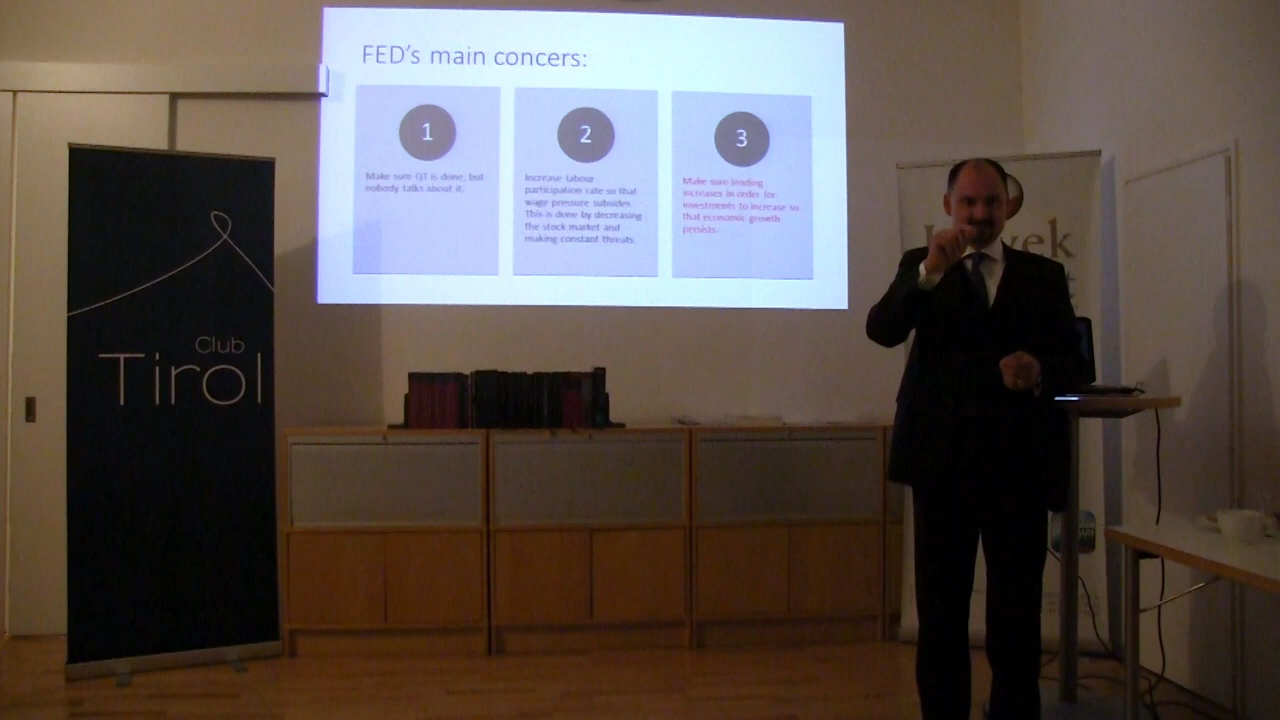 FED's main concers:
1
Make sure QT is done, but
nobody talks about it.
2
Increase labour
participation rate so that
wage pressure subsides.
This is done by decreasing
the stock market and
making constant threats.
3
Make sure lending
increases in order for
investments to increase so
that economic growth
persists.
Club
Tirol